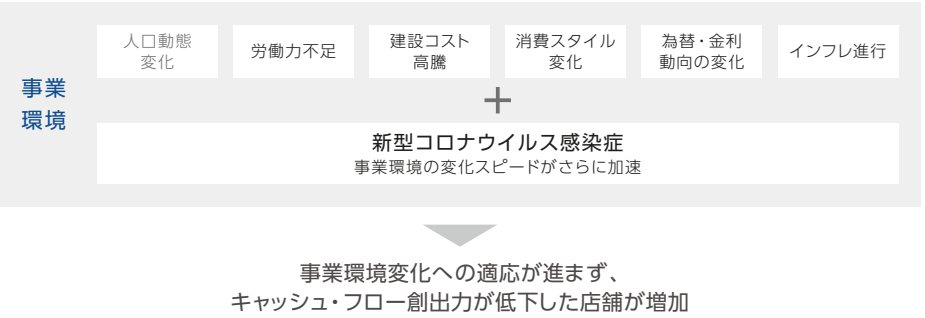 事業
環境
人口動態
変化
労働力不足
建設コスト
高騰
消費スタイル
変化
為替・金利
動向の変化
インフレ進行
+
新型コロナウイルス感染症
事業環境の変化スピードがさらに加速
事業環境変化への適応が進まず、
キャッシュ・フロー創出力が低下した店舗が増加